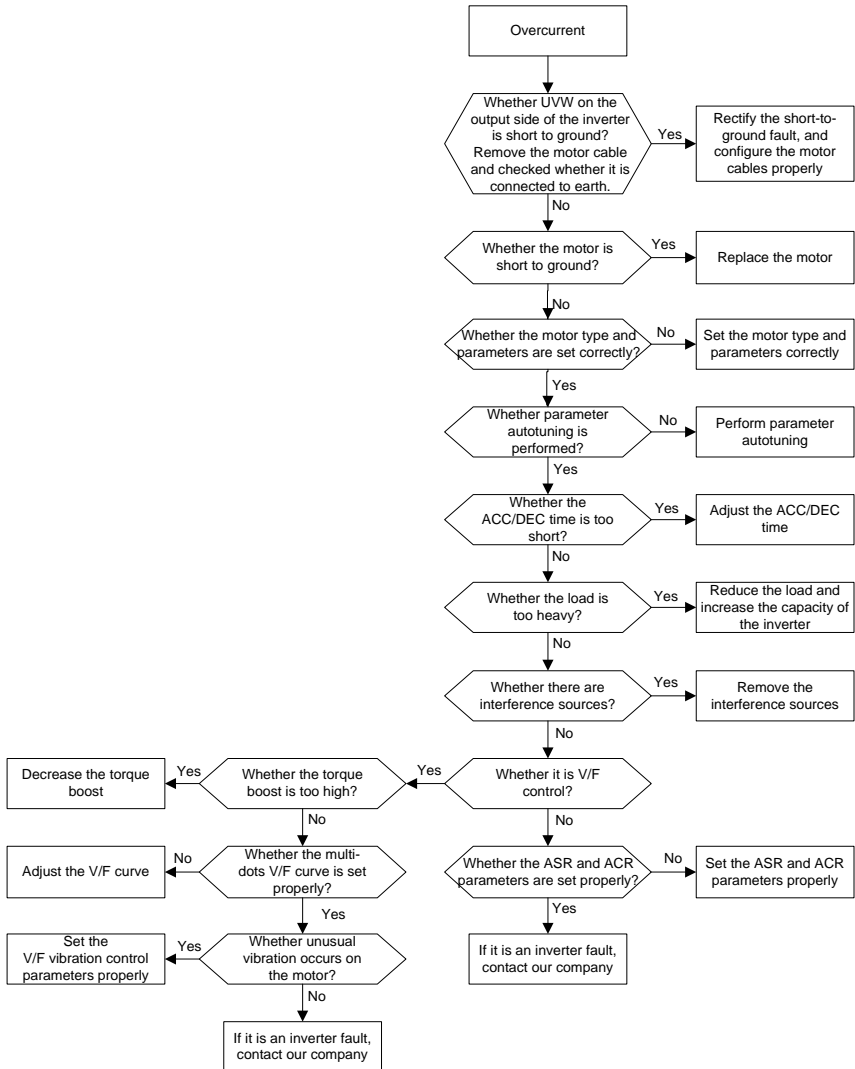 Overcurrent
Whether UVW on the
output side of the inverter
is short to ground?
Remove the motor cable
and checked whether it is
connected to earth.
Yes
Rectify the short-to-
ground fault, and
configure the motor
cables properly
No
Whether the motor is
short to ground?
Yes
Replace the motor
No
Whether the motor type and
parameters are set correctly?
No
Set the motor type and
parameters correctly
Yes
Whether parameter
autotuning is
performed?
No
Perform parameter
autotuning
Yes
Whether the
ACC/DEC time is too
short?
Yes
Adjust the ACC/DEC
time
No
Whether the load is
too heavy?
Yes
Reduce the load and
increase the capacity of
the inverter
No
Whether there are
interference sources?
Yes
Remove the
interference sources
No
Whether it is V/F
control?
Yes
Whether the torque
boost is too high?
Yes
Decrease the torque
boost
No
No
Whether the multi-
dots V/F curve is set
properly?
No
Adjust the V/F curve
Whether the ASR and ACR
parameters are set properly?
No
Set the ASR and ACR
parameters properly
Yes
Yes
Whether unusual
vibration occurs on
the motor?
Yes
Set the
V/F vibration control
parameters properly
If it is an inverter fault,
contact our company
No
If it is an inverter fault,
contact our company